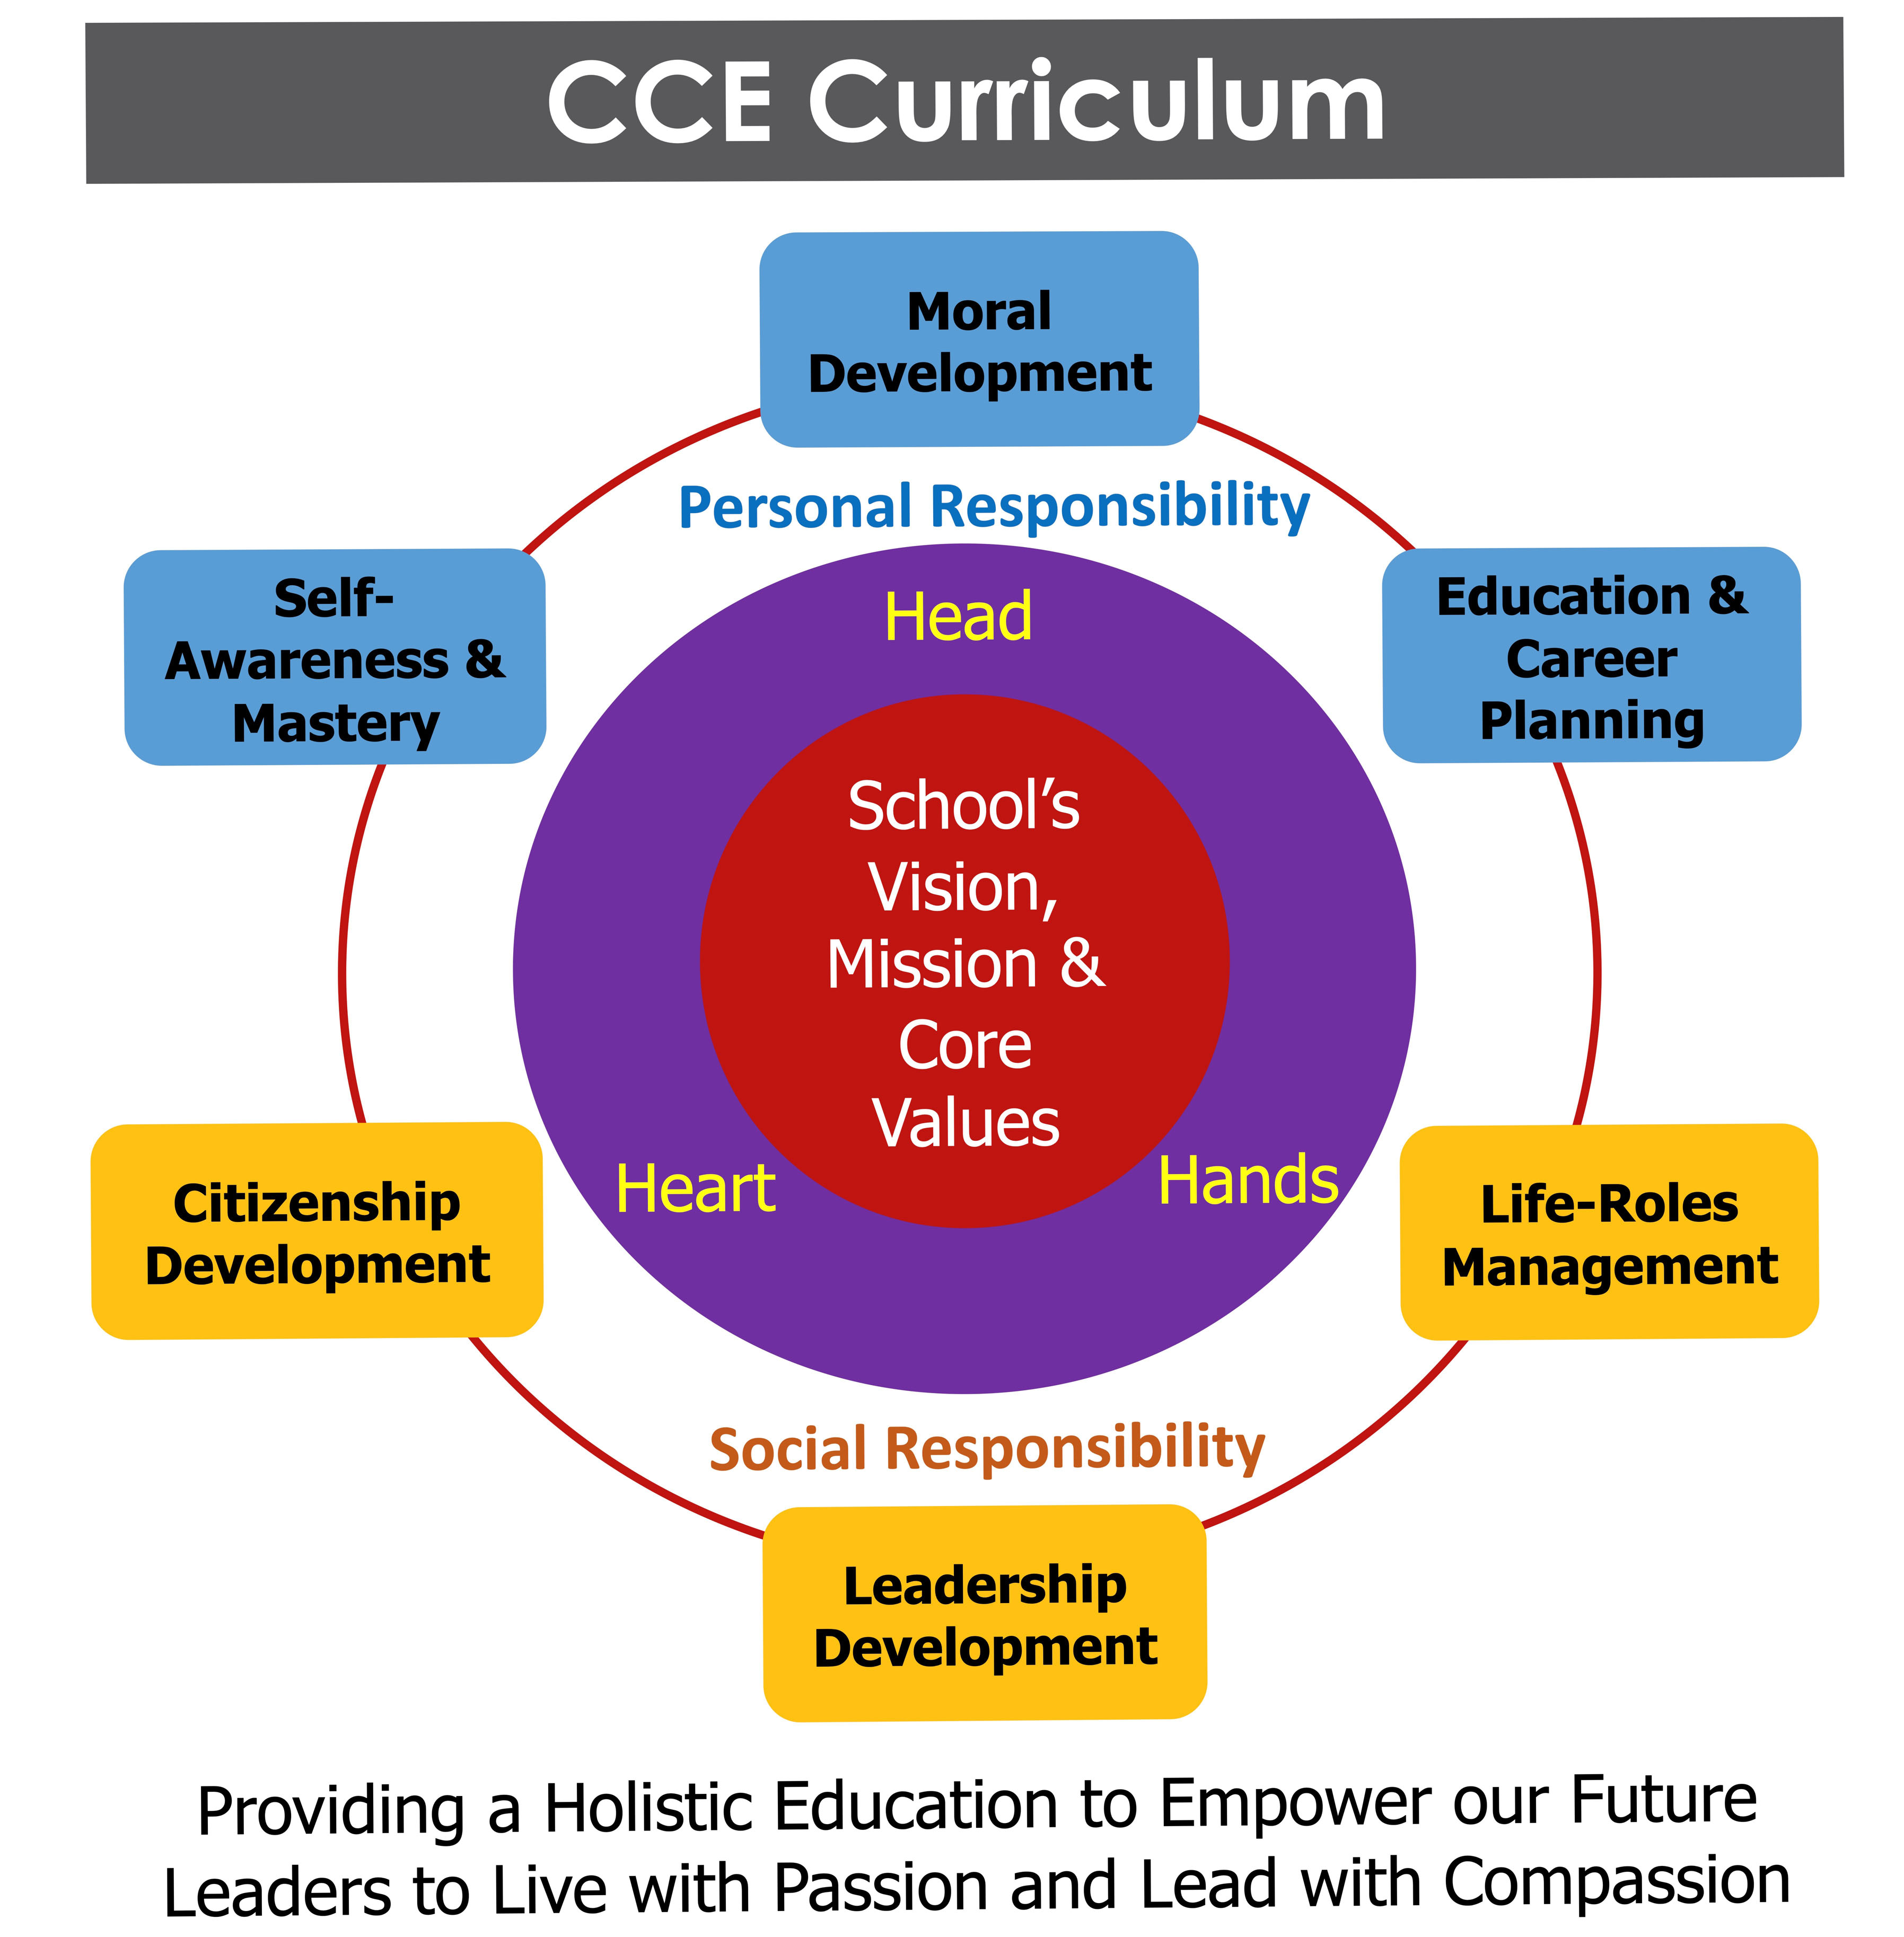 CCE Curriculum
Moral
Development
Personal Responsibility
Self-
Awareness &
Mastery
Education &
Career
Planning
Head
School’s
Vision,
Mission &
Core
Values
Heart
Hands
Citizenship
Development
Life-Roles
Management
Social Responsibility
Leadership
Development
Providing a Holistic Education to Empower our Future
Leaders to Live with Passion and Lead with Compassion